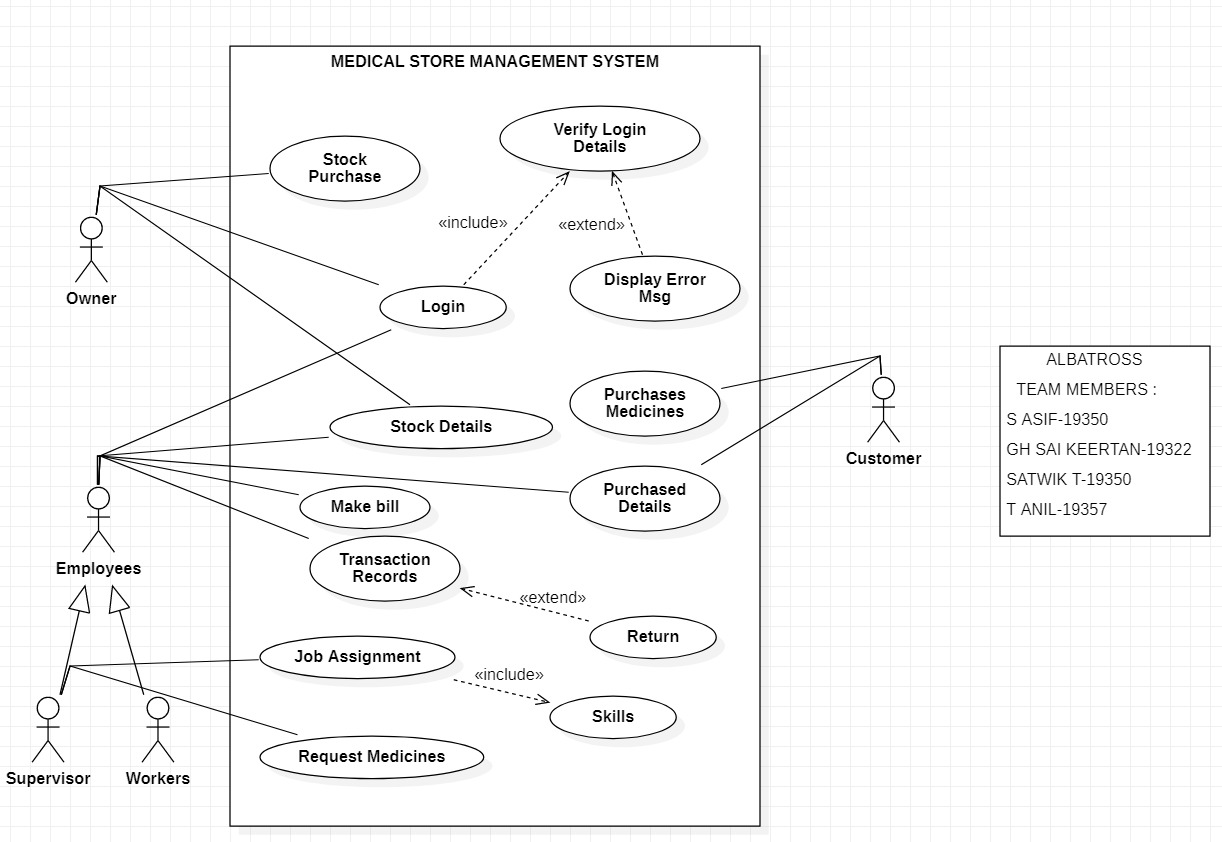 MEDICAL STORE MANAGEMENT SYSTEM
Verify Login
Details
Stock
Purchase
«include»
«extend»
Display Error
Msg
Owner
Login
Purchases
Medicines
Stock Details
Customer
Purchased
Details
Make bill
Employees
Transaction
Records
«extend»
Return
Job Assignment
«include»
Skills
Request Medicines
Supervisor
Workers
ALBATROSS
TEAM MEMBERS :
S ASIF-19350
GH SAI KEERTAN-19322
SATWIK T-19350
T ANIL-19357